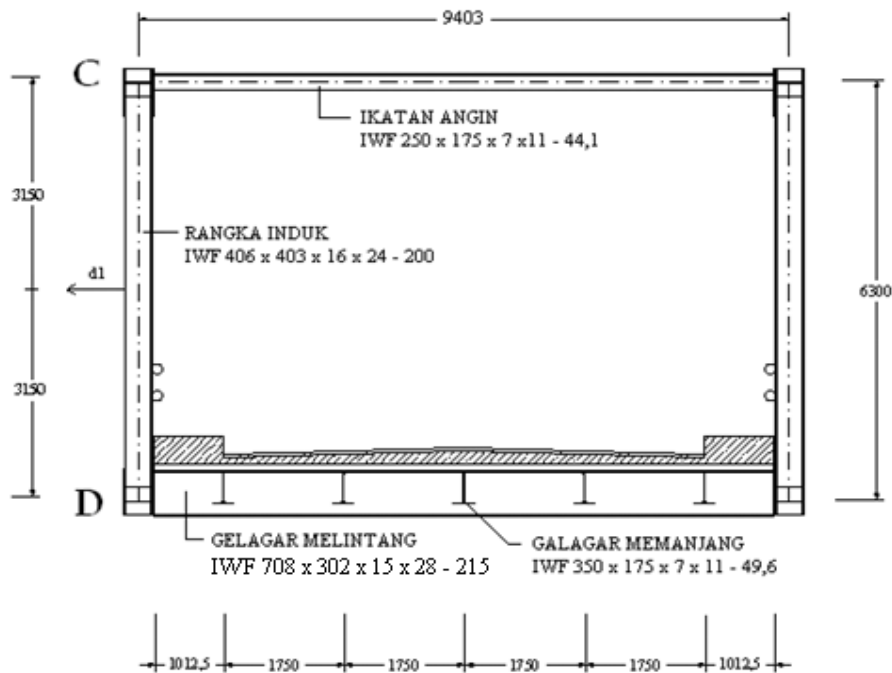 9403
C
IKATAN ANGIN
IWF 250 x 175 x 7 x11 - 44,1
3150
RANGKA INDUK
IWF 406 x 403 x 16 x 24 - 200
d1
6300
3150
D
GELAGAR MELINTANG
IWF 708 x 302 x 15 x 28 - 215
GALAGAR MEMANJANG
IWF 350 x 175 x 7 x 11 - 49,6
1012,5 1750 1750 1750 1750 1012,5